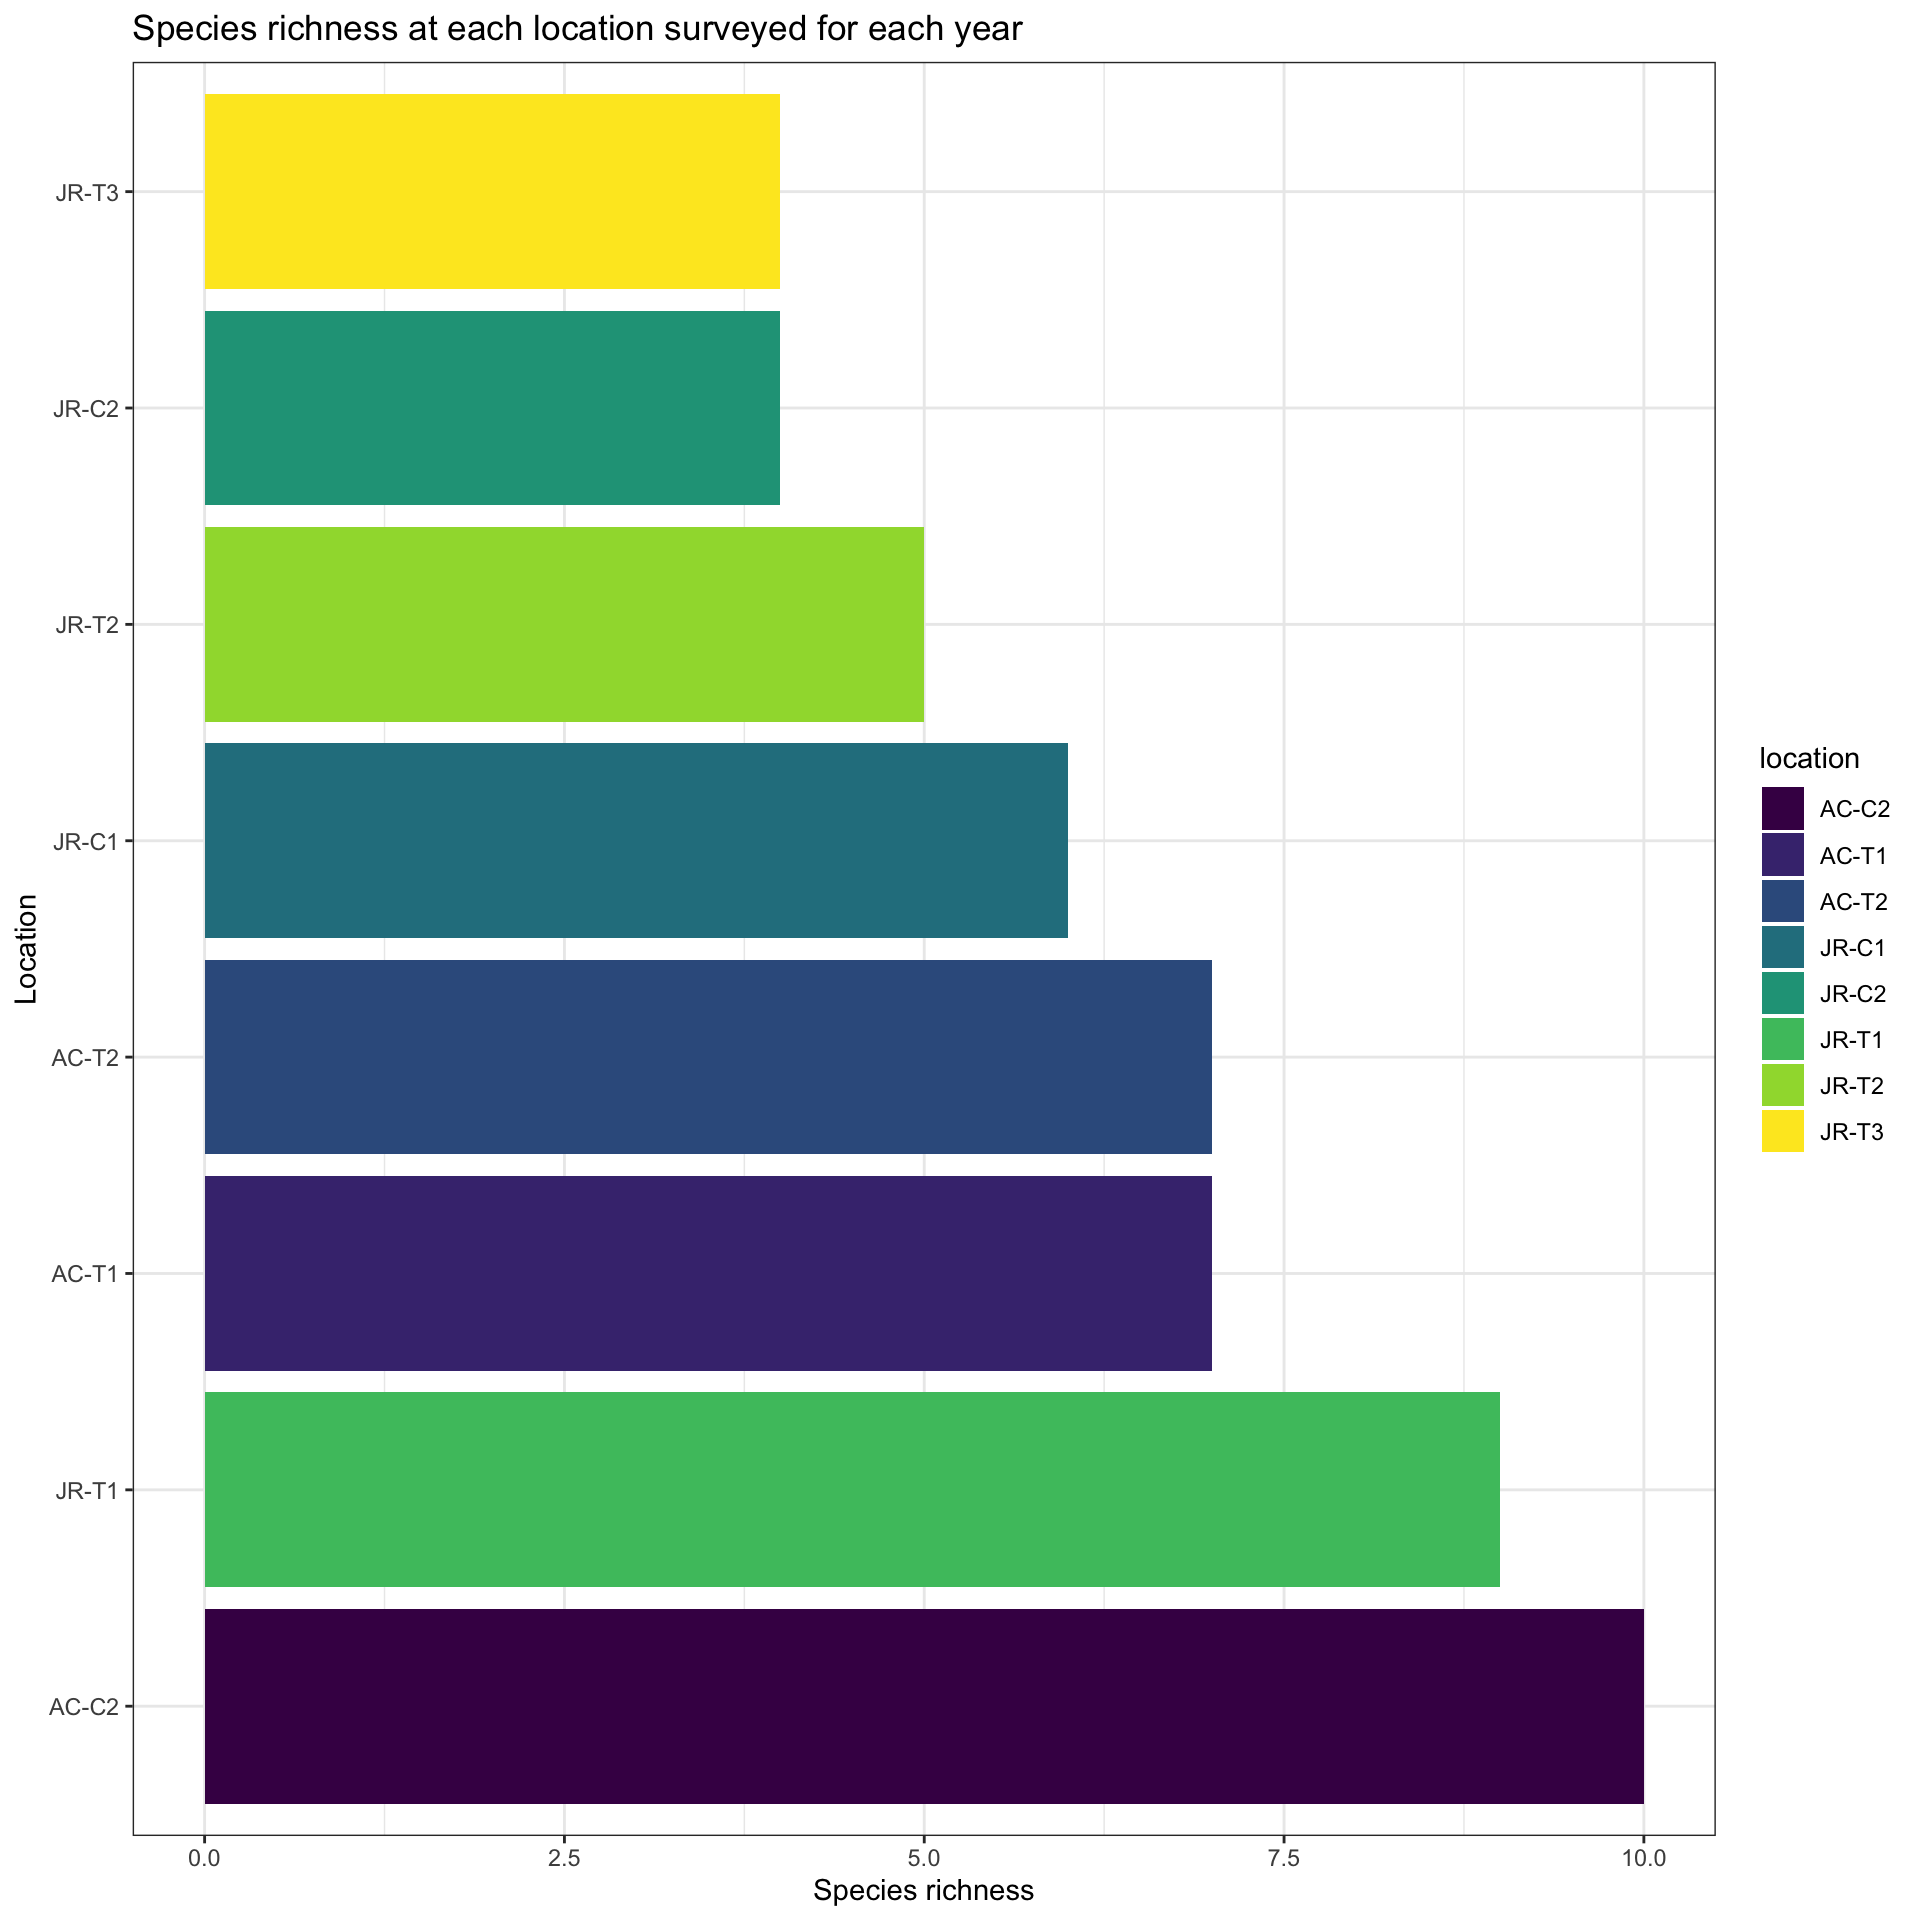 Species richness at each location surveyed for each year
JR-T3
JR-C2
JR-T2
JR-C1
AC-T2
AC-T1
JR-T1
AC-C2
Location
0.0
2.5
5.0
7.5
10.0
Species richness
location
AC-C2
AC-T1
AC-T2
JR-C1
JR-C2
JR-T1
JR-T2
JR-T3